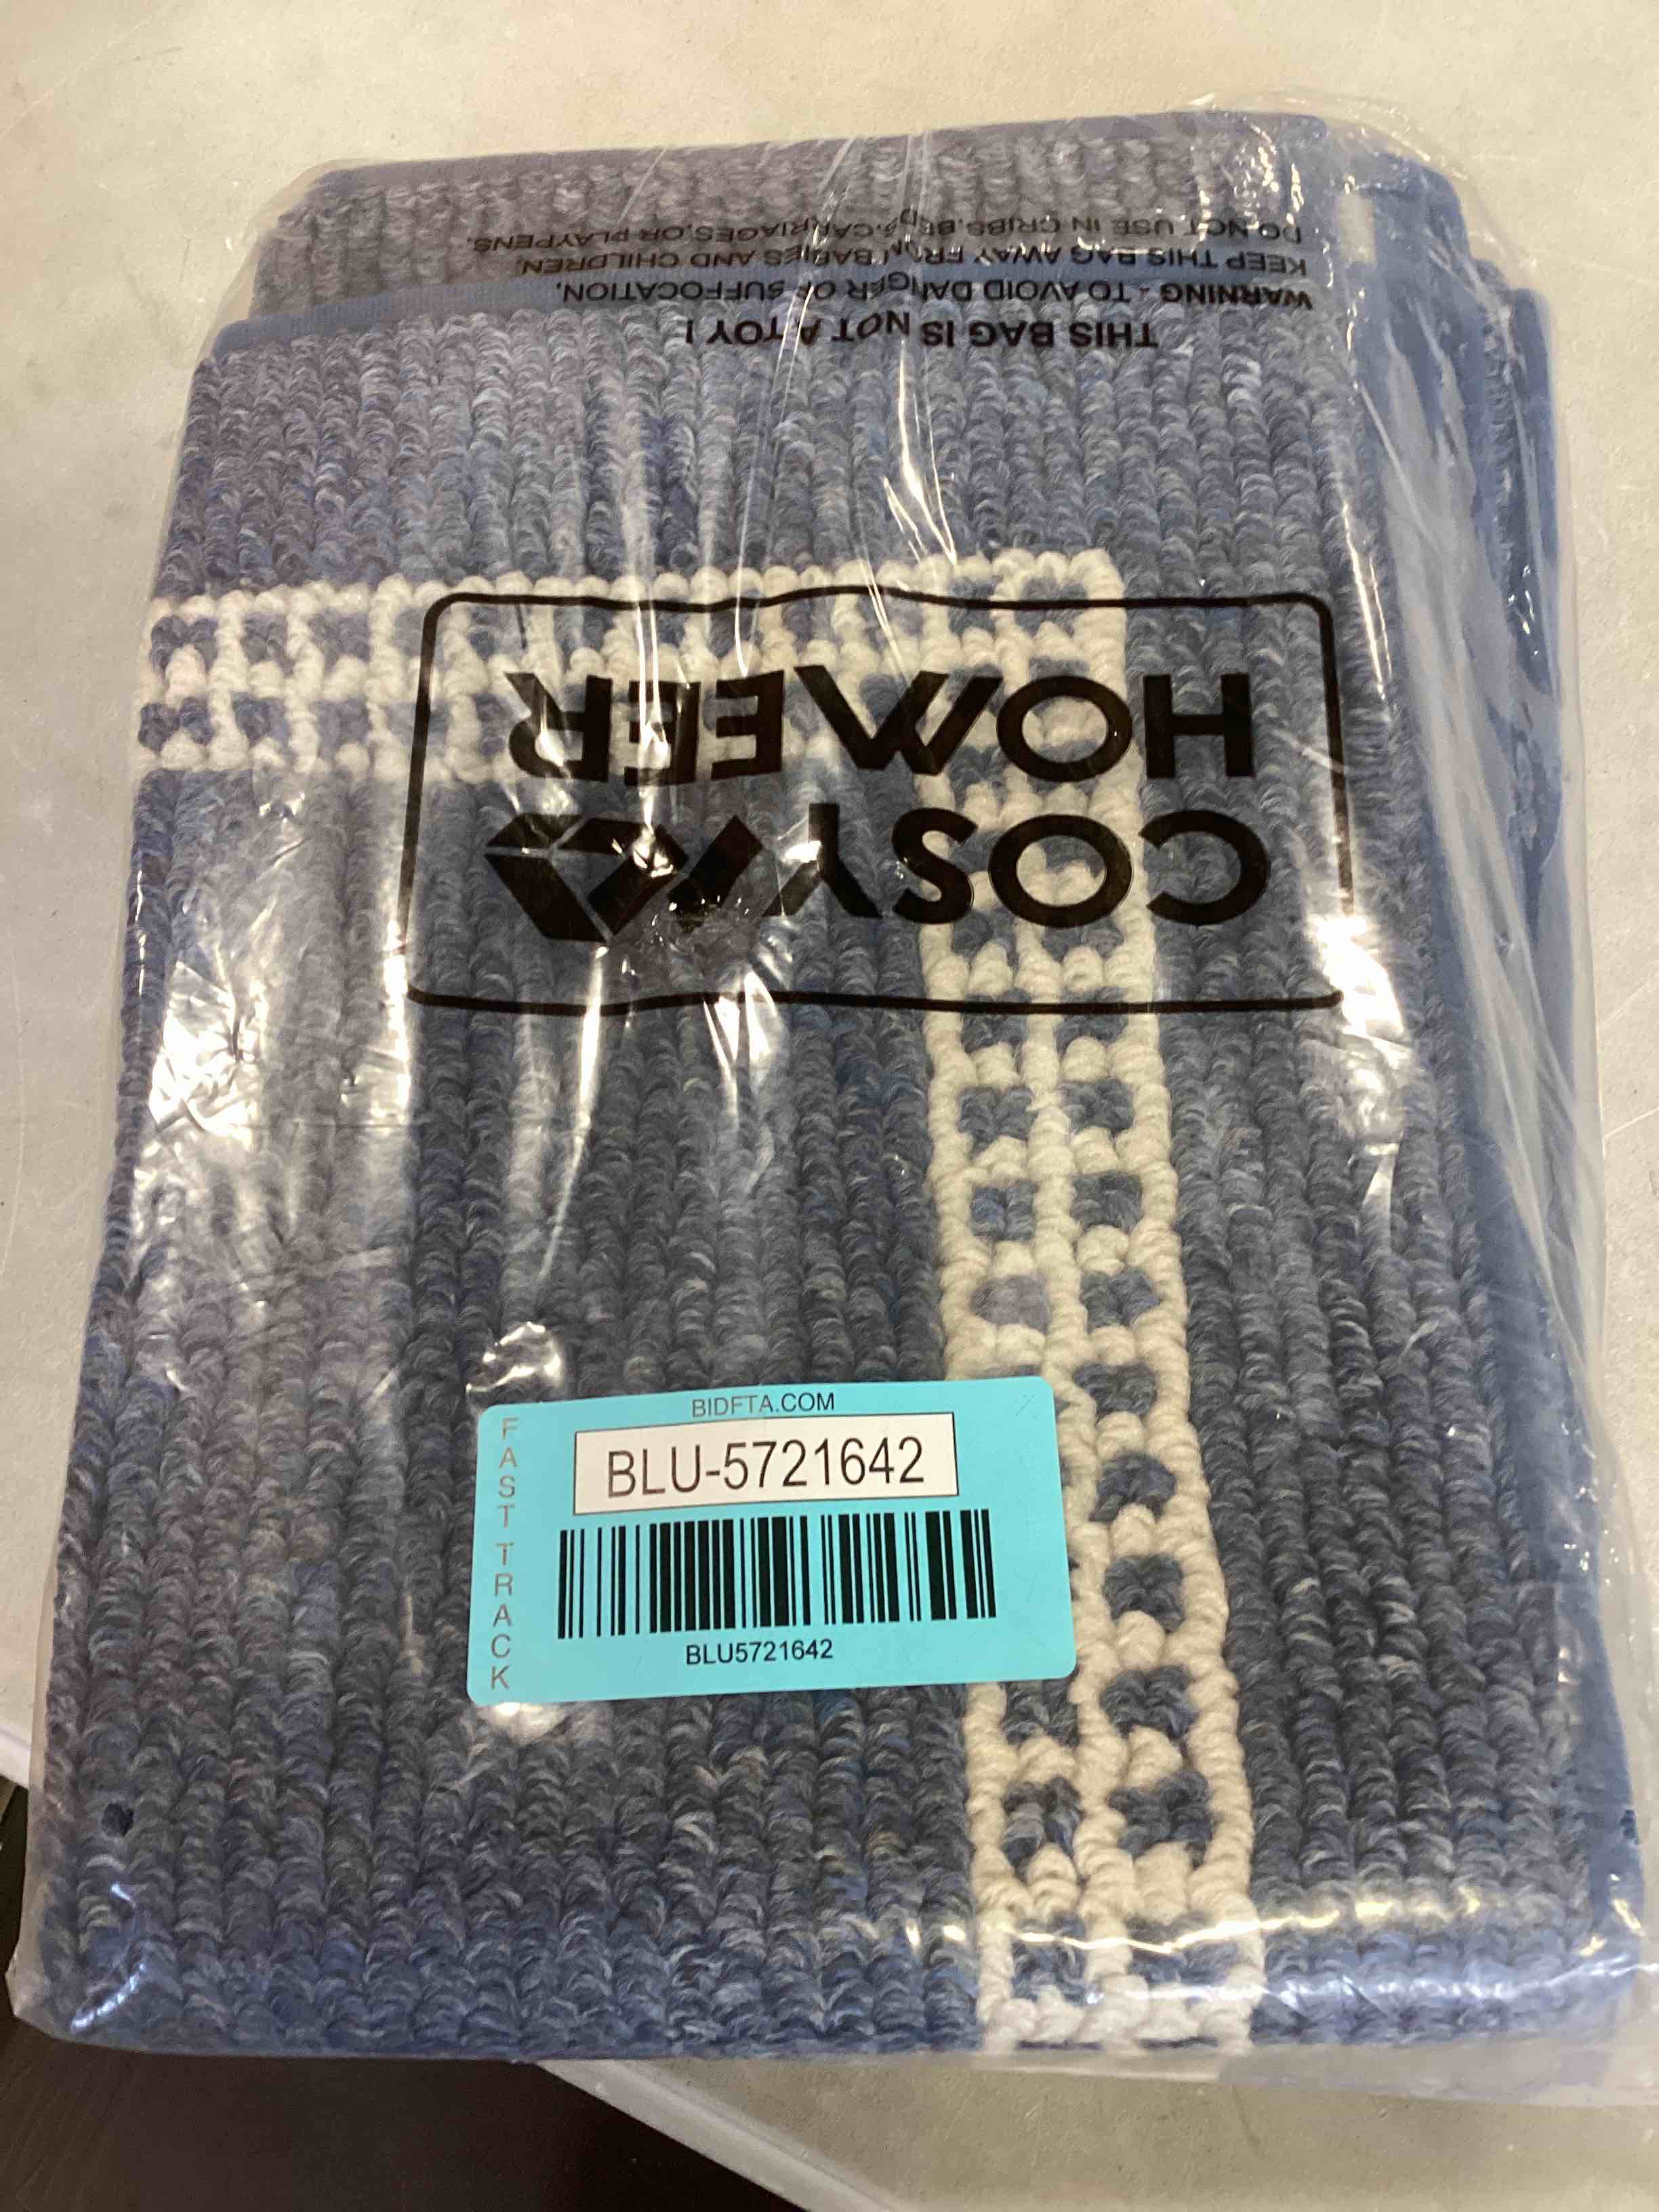 COSY
HOMEER
THIS BAG IS NOT A TOY !
WARNING - TO AVOID DANGER OF SUFFOCATION,
KEEP THIS BAG AWAY FROM BABIES AND CHILDREN,
DO NOT USE IN CRIBS,BEDS,CARRIAGES,OR PLAYPENS.
BIDFTA.COM
FAST TRACK
BLU-5721642
BLU5721642